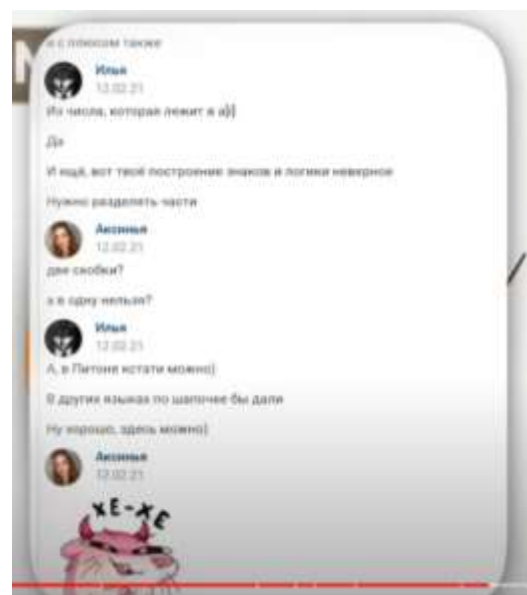 а с плюсом также
Илья
12.02.21
Из числа, которая лежит в a[i]
Да
И ещё, вот твоё построение знаков и логики неверное
Нужно разделять части
Аксинья
12.02.21
две скобки?
а в одну нельзя?
Илья
12.02.21
А, в Питоне кстати можно)
В других языках по шапочке бы дали
Ну хорошо, здесь можно)
Аксинья
12.02.21
ХЕ-ХЕ